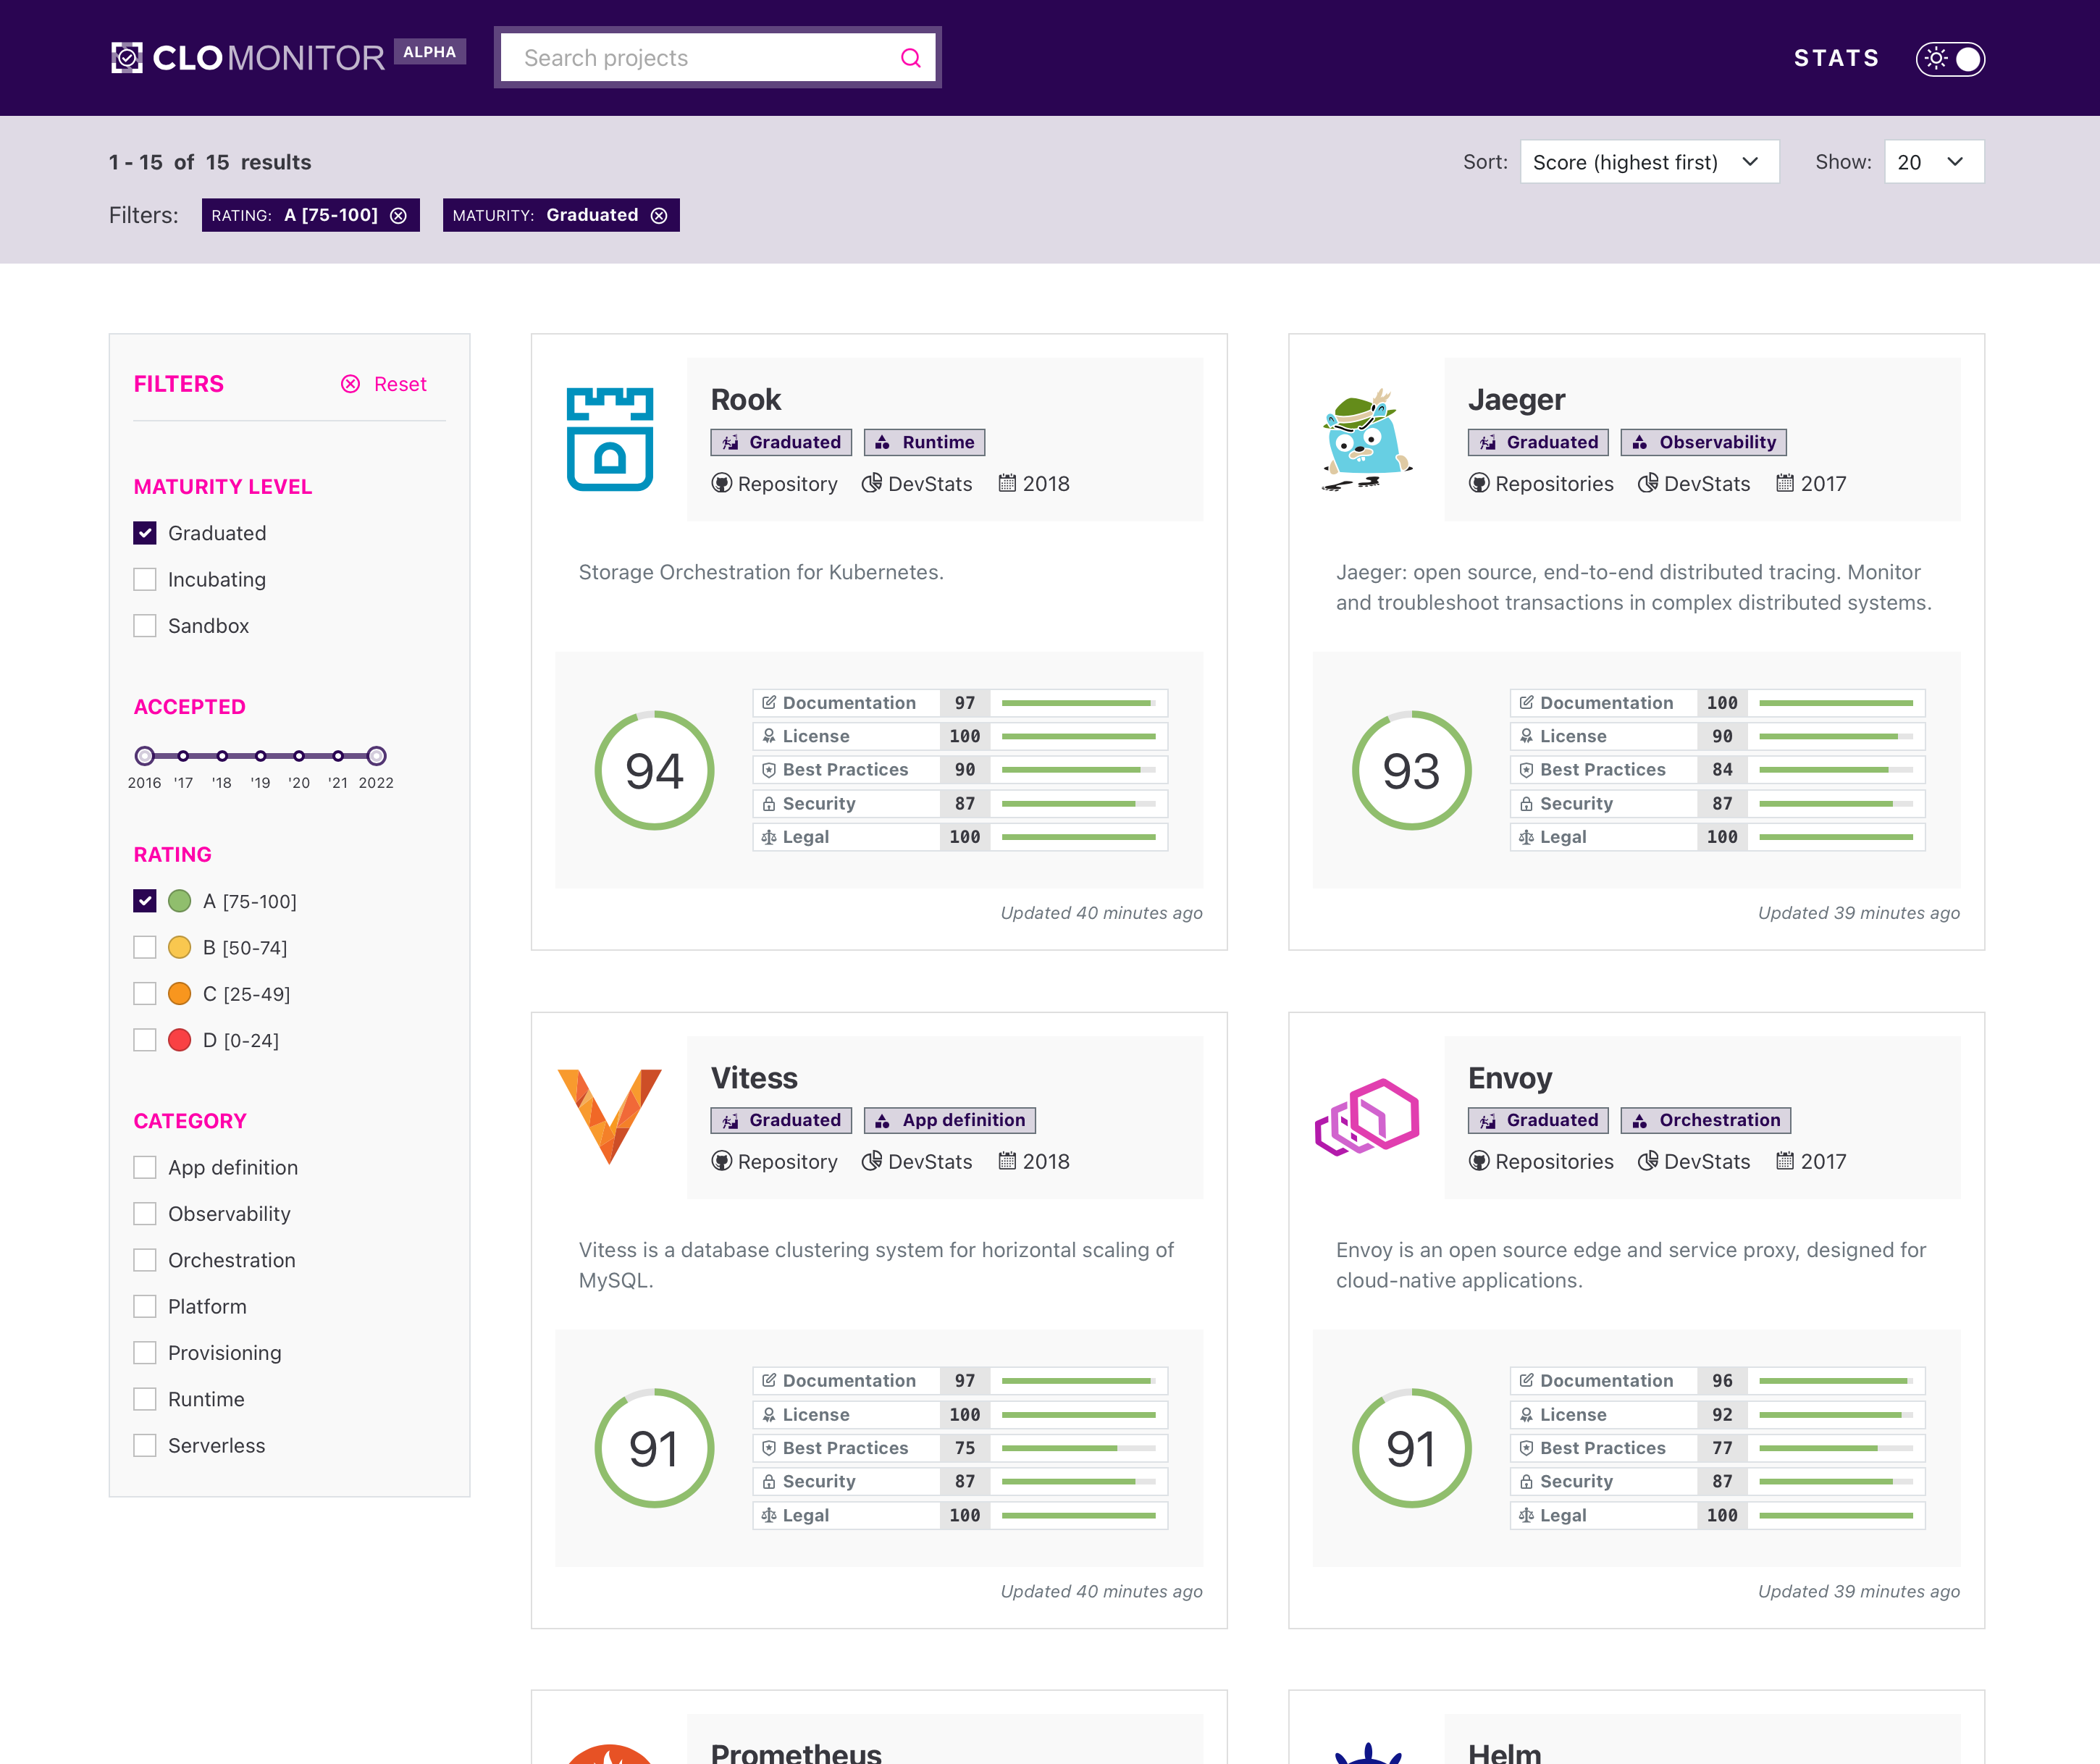 CLOMONITOR ALPHA
Search projects
STATS
1 - 15 of 15 results
Sort: Score (highest first)
Show: 20
Filters: RATING: A [75-100] MATURITY: Graduated
FILTERS
Reset
MATURITY LEVEL
Graduated
Incubating
Sandbox
ACCEPTED
2016 '17 '18 '19 '20 '21 2022
RATING
A [75-100]
B [50-74]
C [25-49]
D [0-24]
CATEGORY
App definition
Observability
Orchestration
Platform
Provisioning
Runtime
Serverless
Rook
Graduated Runtime
Repository DevStats 2018
Storage Orchestration for Kubernetes.
94
Documentation 97
License 100
Best Practices 90
Security 87
Legal 100
Updated 40 minutes ago
Jaeger
Graduated Observability
Repositories DevStats 2017
Jaeger: open source, end-to-end distributed tracing. Monitor
and troubleshoot transactions in complex distributed systems.
93
Documentation 100
License 90
Best Practices 84
Security 87
Legal 100
Updated 39 minutes ago
Vitess
Graduated App definition
Repository DevStats 2018
Vitess is a database clustering system for horizontal scaling of
MySQL.
91
Documentation 97
License 100
Best Practices 75
Security 87
Legal 100
Updated 40 minutes ago
Envoy
Graduated Orchestration
Repositories DevStats 2017
Envoy is an open source edge and service proxy, designed for
cloud-native applications.
91
Documentation 96
License 92
Best Practices 77
Security 87
Legal 100
Updated 39 minutes ago
Prometheus
Helm